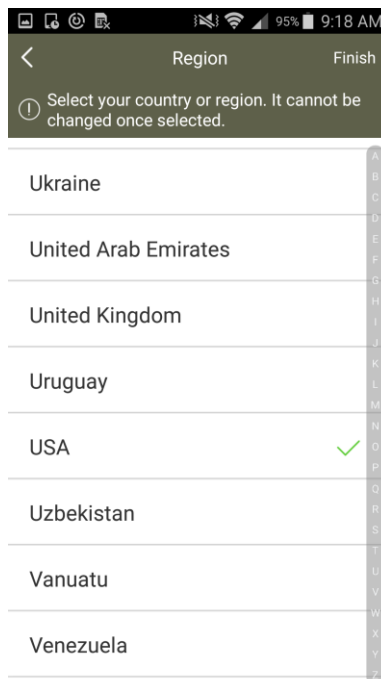 95% 9:18 AM
Region Finish
Select your country or region. It cannot be
changed once selected.
Ukraine
United Arab Emirates
United Kingdom
Uruguay
USA
Uzbekistan
Vanuatu
Venezuela
A
B
C
D
E
F
G
H
I
J
K
L
M
N
O
P
Q
R
S
T
U
V
W
X
Y
Z